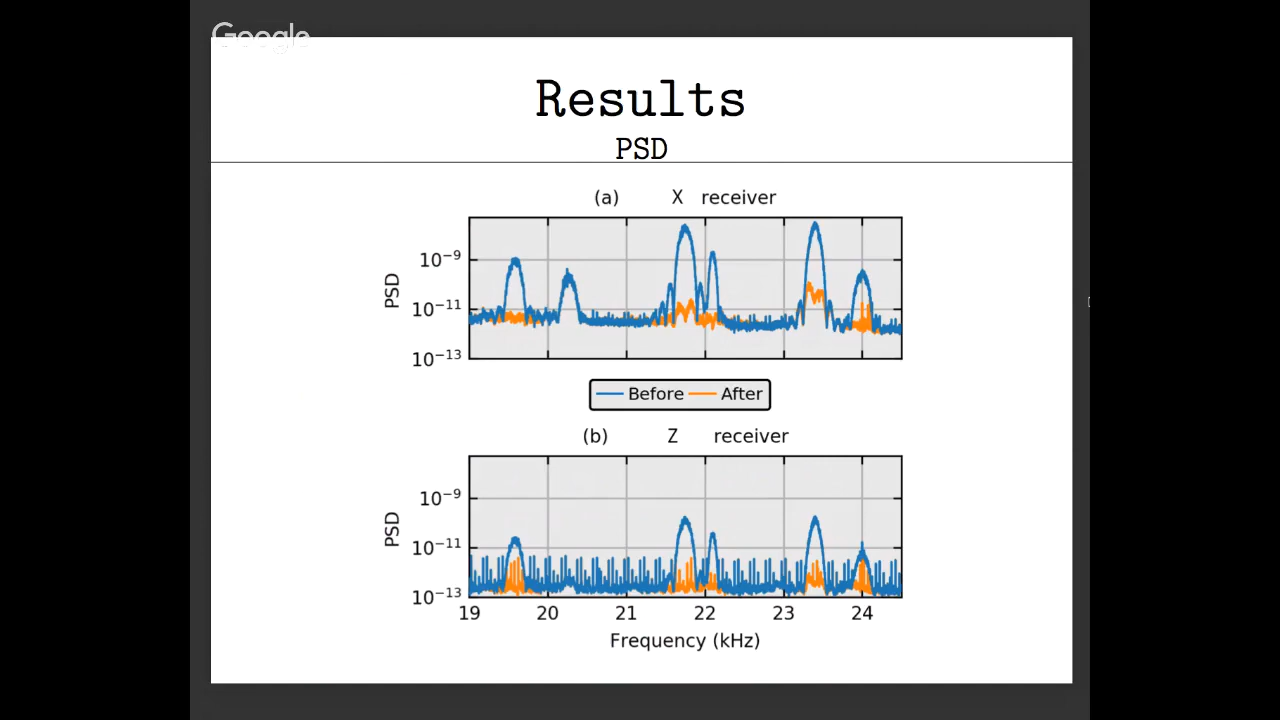 Google
Results
PSD
(a) X receiver
PSD
10⁻⁹
10⁻¹¹
10⁻¹³
Before After
(b) Z receiver
PSD
10⁻⁹
10⁻¹¹
10⁻¹³
19 20 21 22 23 24
Frequency (kHz)